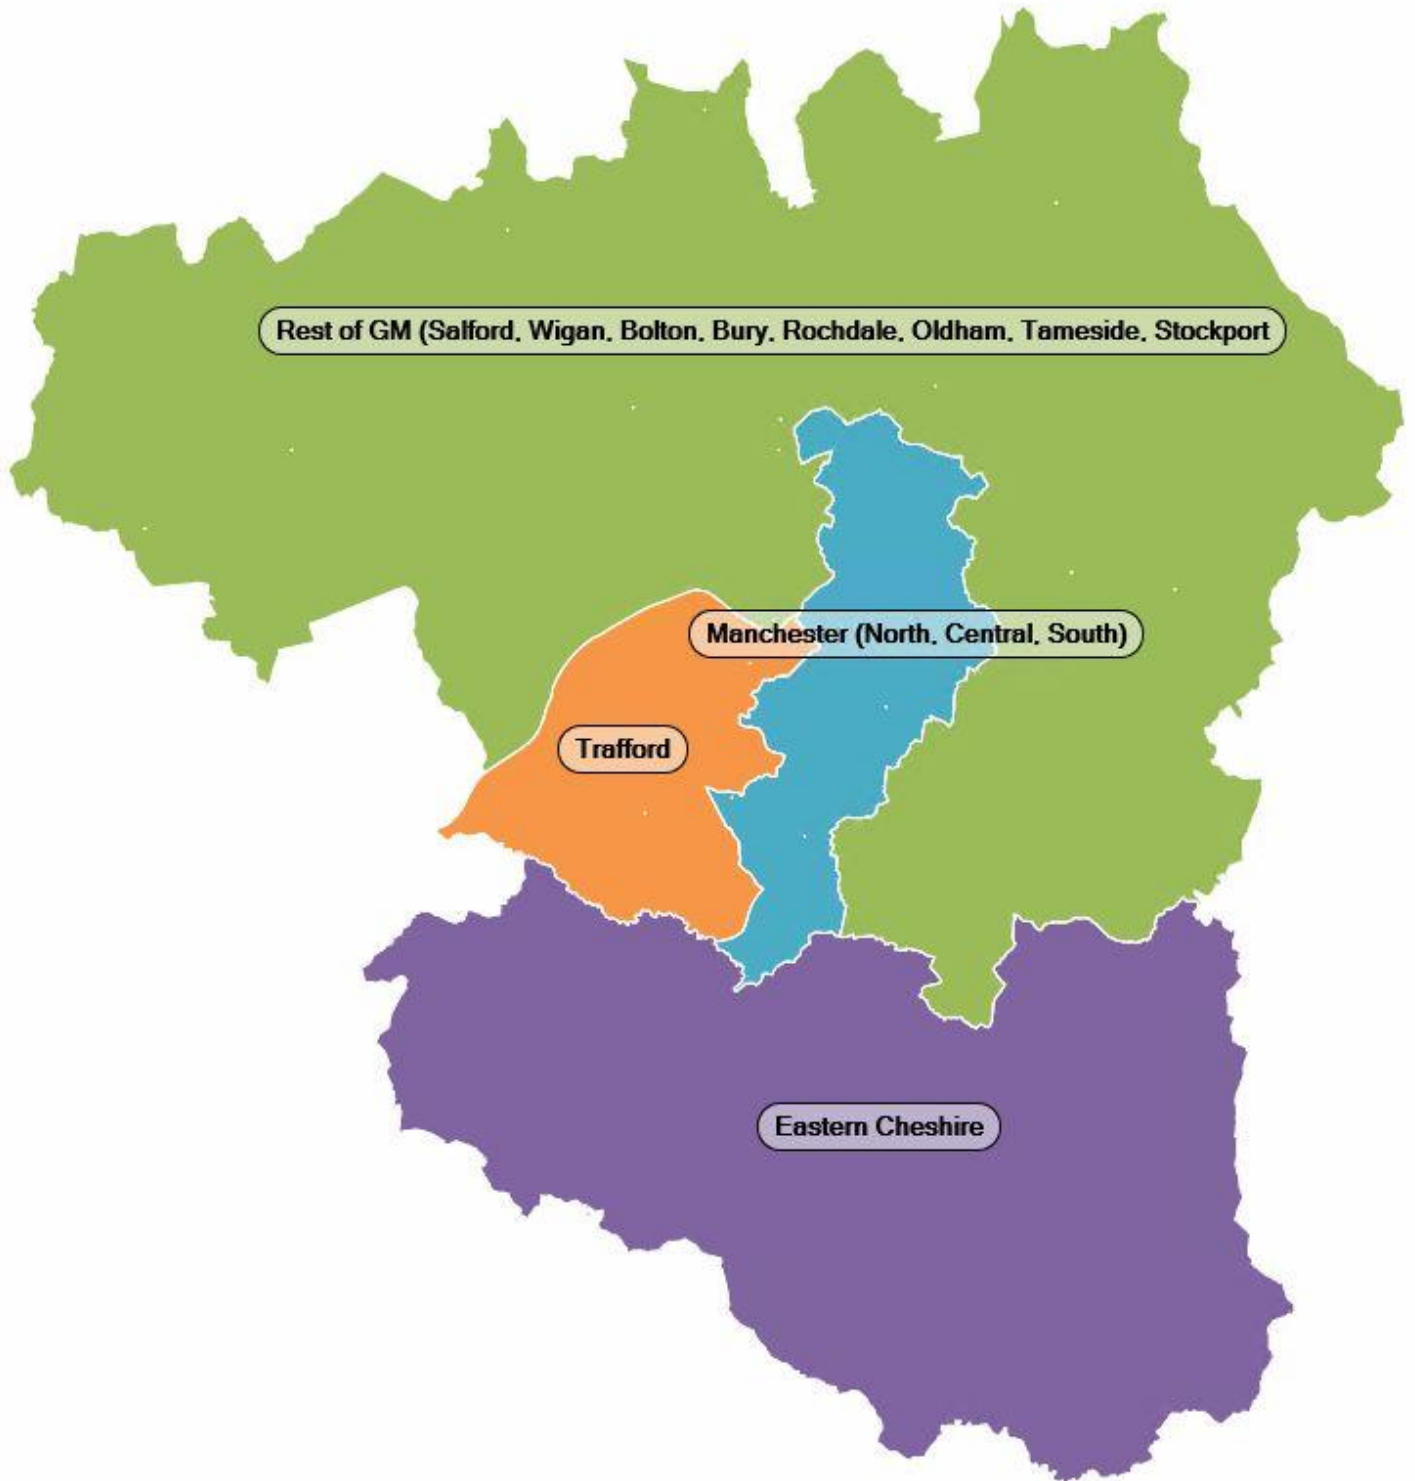 Rest of GM (Salford, Wigan, Bolton, Bury, Rochdale, Oldham, Tameside, Stockport
Manchester (North, Central, South)
Trafford
Eastern Cheshire